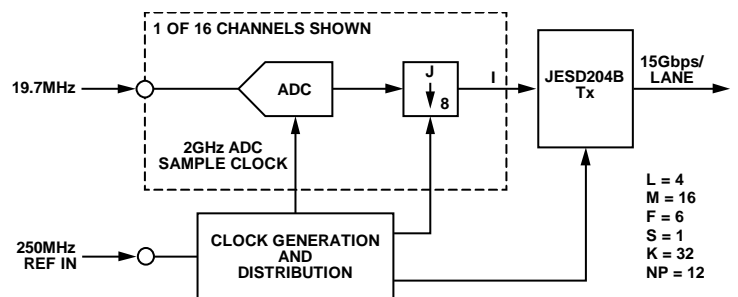 1 OF 16 CHANNELS SHOWN
19.7MHz
ADC
J
8
I
JESD204B
Tx
15Gbps/
LANE
2GHz ADC
SAMPLE CLOCK
250MHz
REF IN
CLOCK GENERATION
AND
DISTRIBUTION
L = 4
M = 16
F = 6
S = 1
K = 32
NP = 12